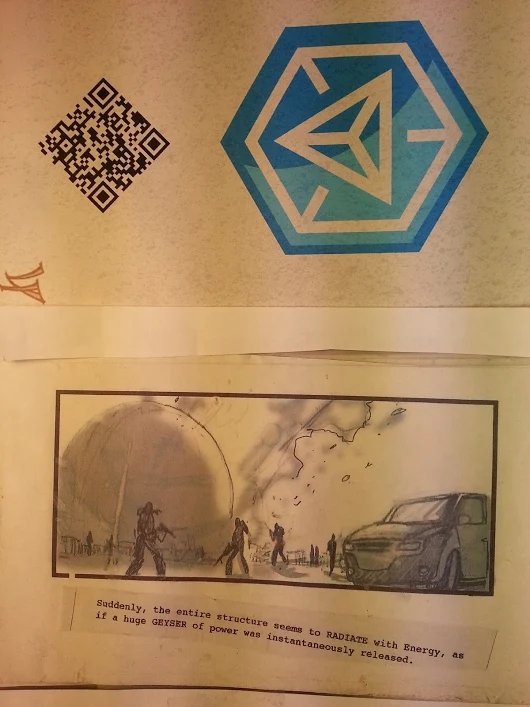 Suddenly, the entire structure seems to RADIATE with Energy, as
if a huge GEYSER of power was instantaneously released.